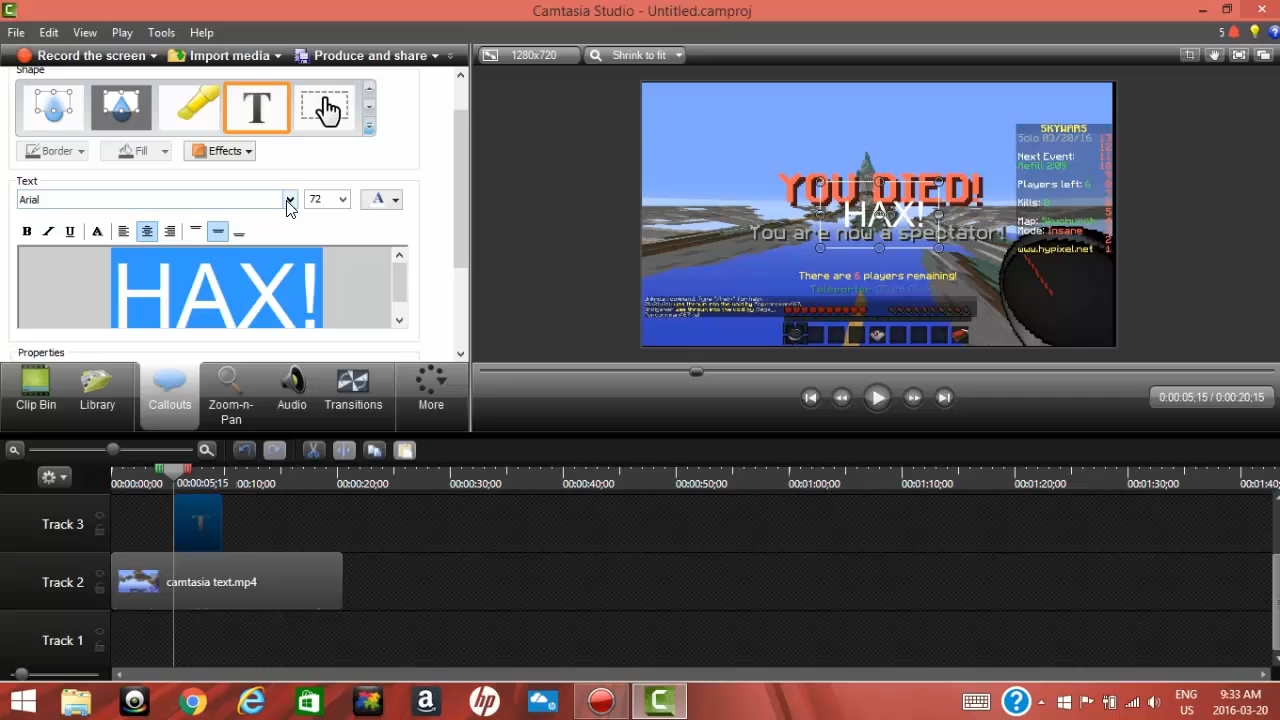 Camtasia Studio - Untitled.camproj
File Edit View Play Tools Help
5
Record the screen Import media Produce and share
1280x720 Shrink to fit
Shape
T
Border Fill Effects
Text
Arial 72 A
B I U A
HAX!
Properties
Clip Bin Library Callouts Zoom-n-Pan Audio Transitions More
SKYWARS
Solo 03/20/16
Next Event:
Refill 2:09
Players left: 6
Kills: 0
Map:
Mode: Insane
www.hypixel.net
YOU DIED!
HAX!
You are now a spectator!
There are 6 players remaining!
Teleporter
0:00:05;15 / 0:00:20;15
00:00:00;00 00:00:05;15 :00:10;00 00:00:20;00 00:00:30;00 00:00:40;00 00:00:50;00 00:01:00;00 00:01:10;00 00:01:20;00 00:01:30;00 00:01:40;
Track 3 T
Track 2 camtasia text.mp4
Track 1
a hp C
ENG 9:33 AM
US 2016-03-20